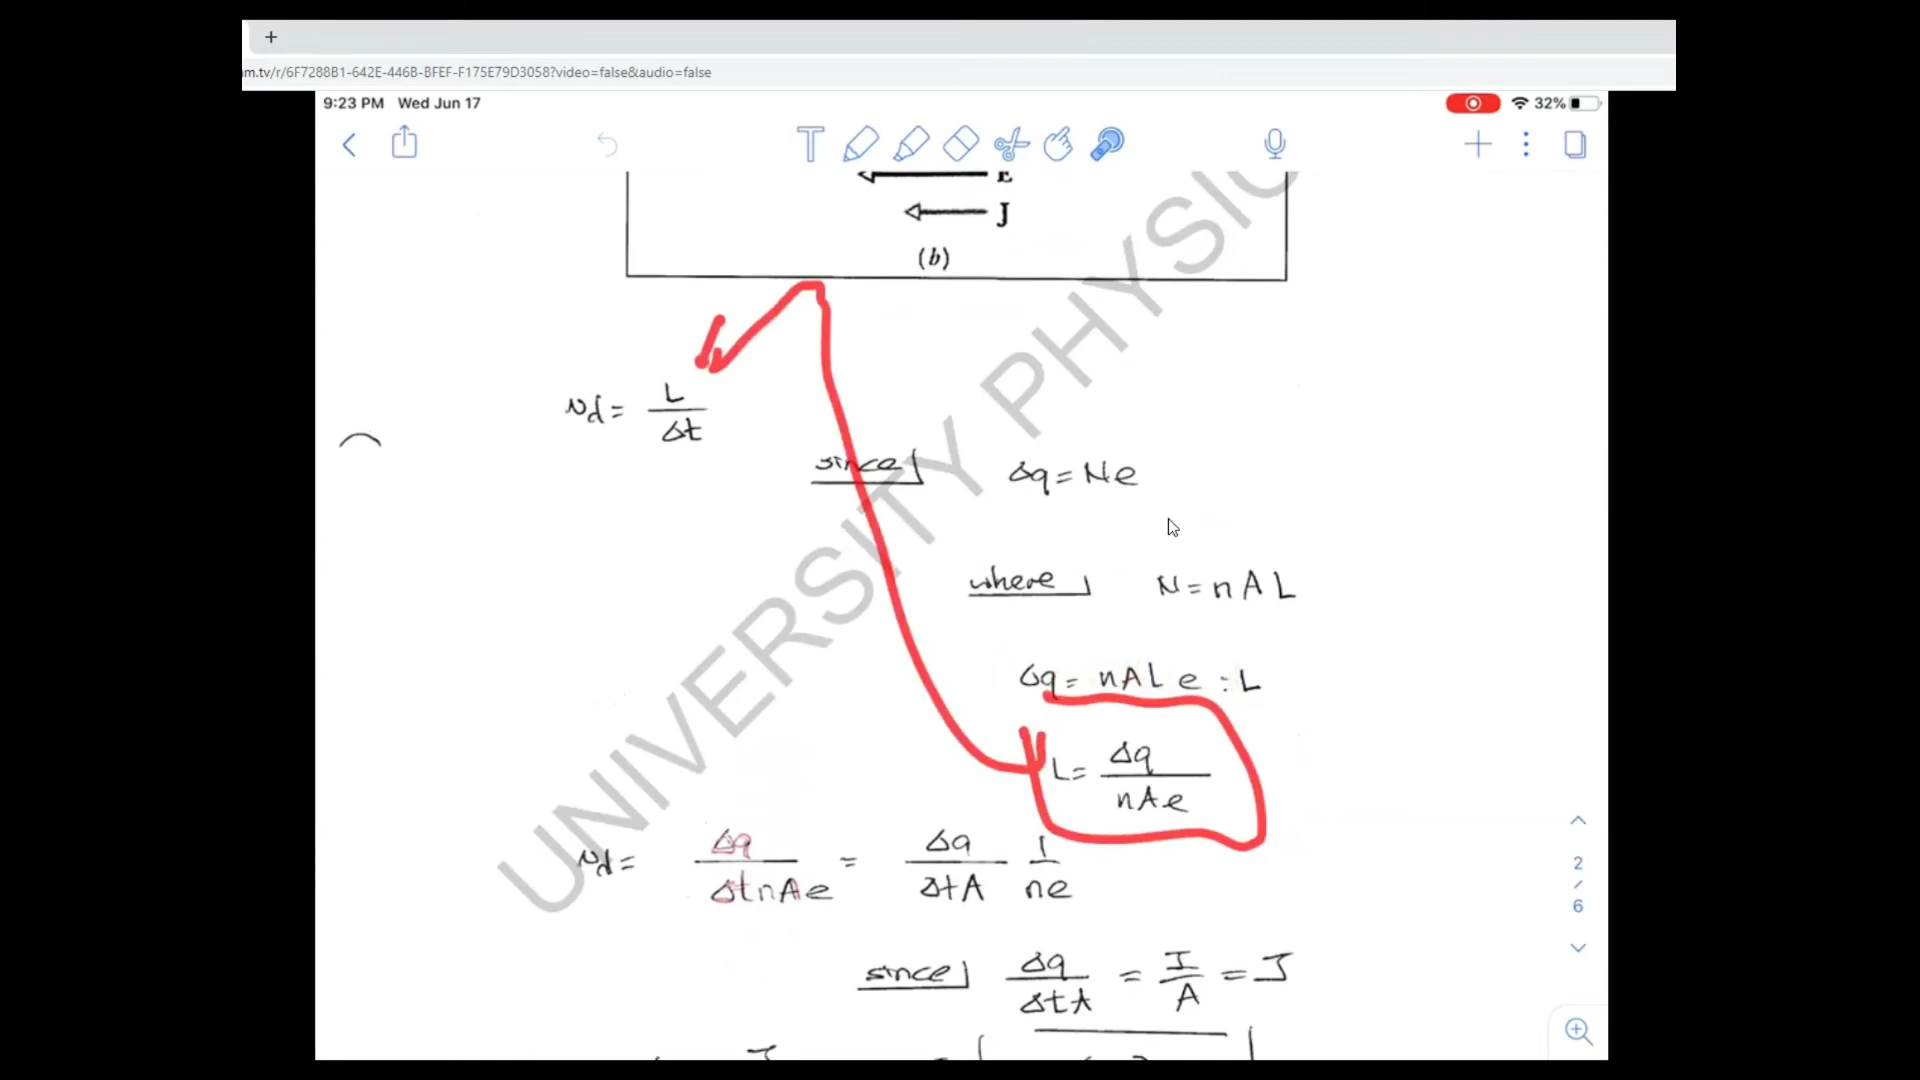 +
m.tv/r/6F7288B1-642E-446B-BFEF-F175E79D3058?video=false&audio=false
9:23 PM Wed Jun 17
32%
T
E
J
(b)
UNIVERSITY PHYSIC
Vd = L / Δt
since Δq = Ne
where N = nAL
Δq = nALe : L
L = Δq / nAe
Vd = Δq / ΔtnAe = Δq / ΔtA 1 / ne
2 / 6
since Δq / ΔtA = I / A = J